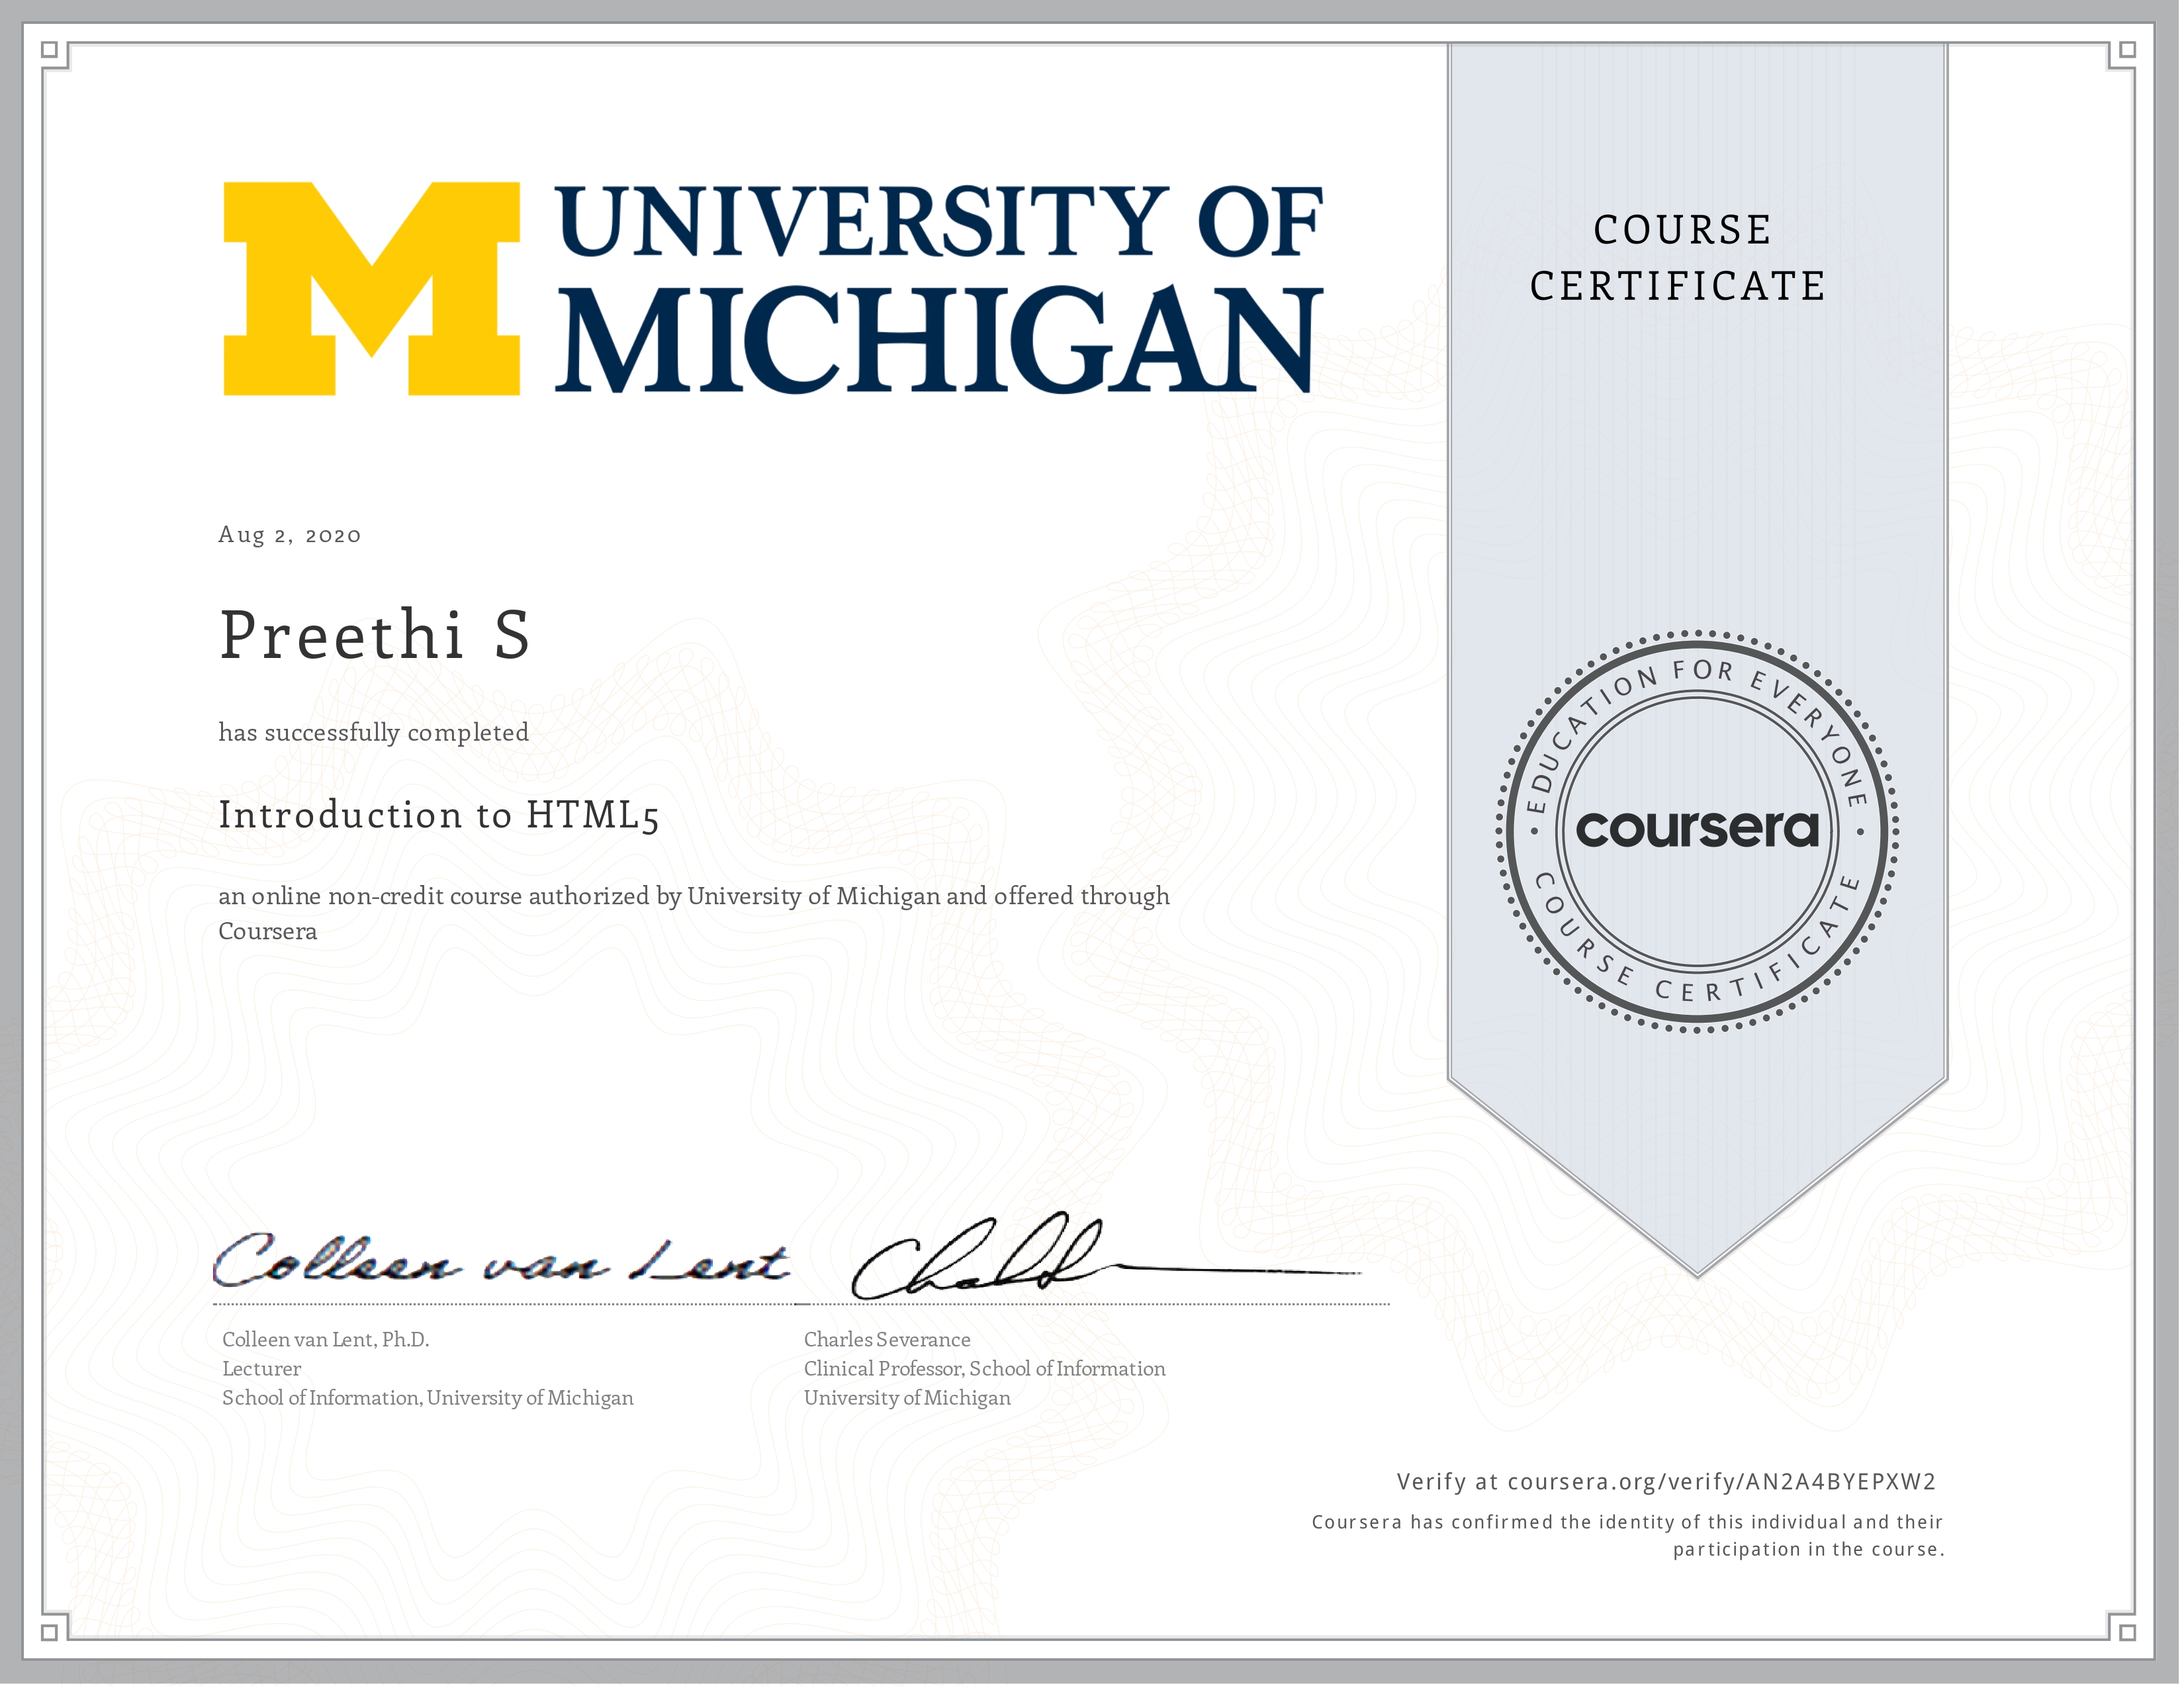 UNIVERSITY OF
MICHIGAN
COURSE
CERTIFICATE
Aug 2, 2020
Preethi S
has successfully completed
Introduction to HTML5
an online non-credit course authorized by University of Michigan and offered through
Coursera
EDUCATION FOR EVERYONE
coursera
COURSE CERTIFICATE
Colleen van Lent
Colleen van Lent, Ph.D.
Lecturer
School of Information, University of Michigan
Charles Severance
Clinical Professor, School of Information
University of Michigan
Verify at coursera.org/verify/AN2A4BYEPXW2
Coursera has confirmed the identity of this individual and their
participation in the course.